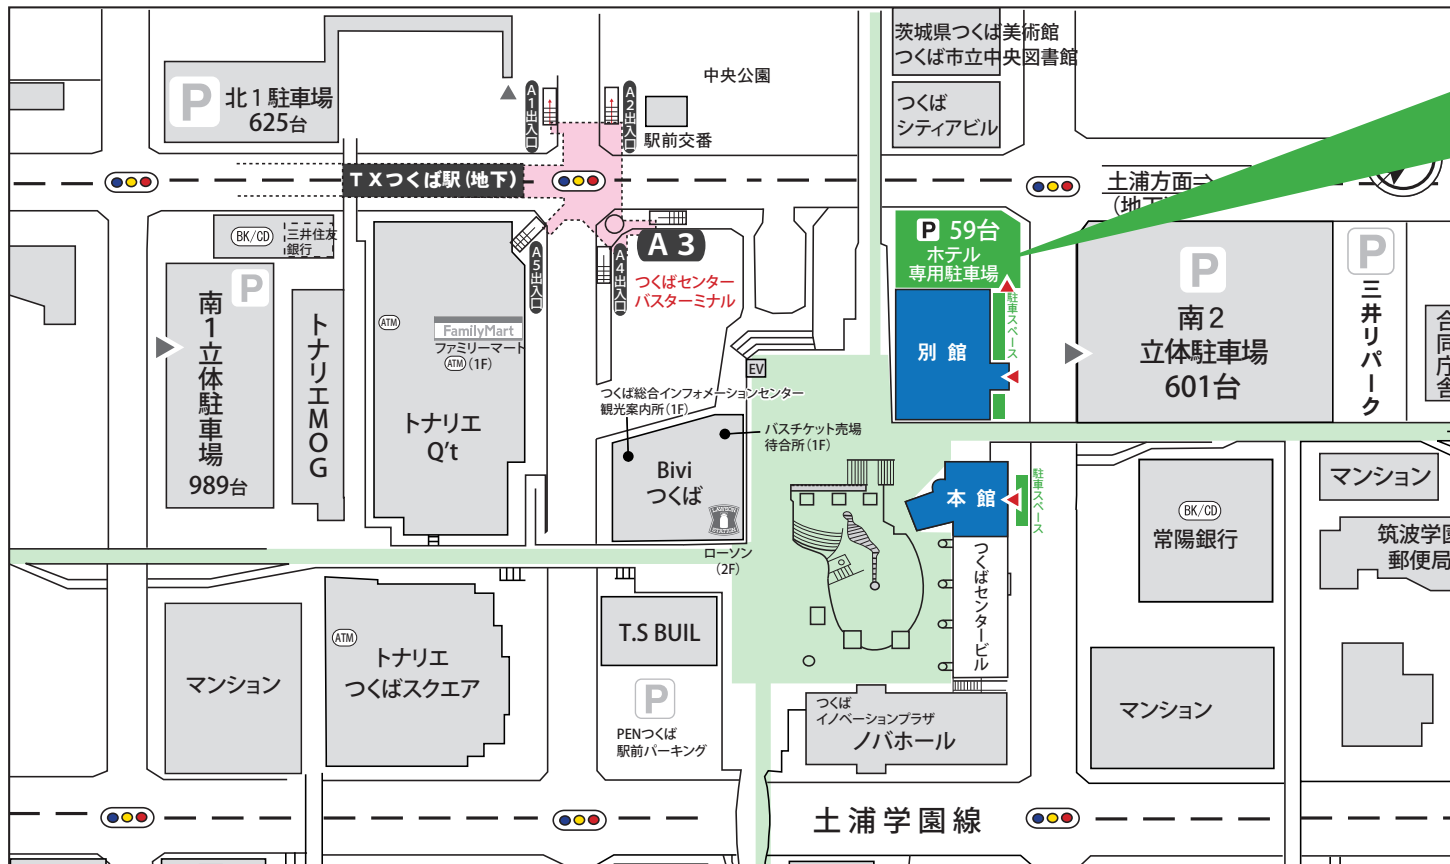 茨城県つくば美術館
つくば市立中央図書館
中央公園
P
北1駐車場
625台
A1出入口
A2出入口
駅前交番
つくば
シティアビル
TXつくば駅(地下)
土浦方面⇒
(地下
BK/CD
三井住友
銀行
A5出入口
A4出入口
A3
つくばセンター
バスターミナル
P 59台
ホテル
専用駐車場
駐車スペース
別館
P
南1立体駐車場
989台
トナリエMOG
ATM
FamilyMart
ファミリーマート
ATM (1F)
トナリエ
Q't
EV
つくば総合インフォメーションセンター
観光案内所(1F)
バスチケット売場
待合所(1F)
Bivi
つくば
LAWSON
STATION
ローソン
(2F)
P
南2
立体駐車場
601台
P
三井リパーク
合同庁舎
本館
駐車スペース
つくばセンタービル
BK/CD
常陽銀行
マンション
筑波学園
郵便局
マンション
ATM
トナリエ
つくばスクエア
T.S BUIL
P
PENつくば
駅前パーキング
つくば
イノベーションプラザ
ノバホール
マンション
土浦学園線